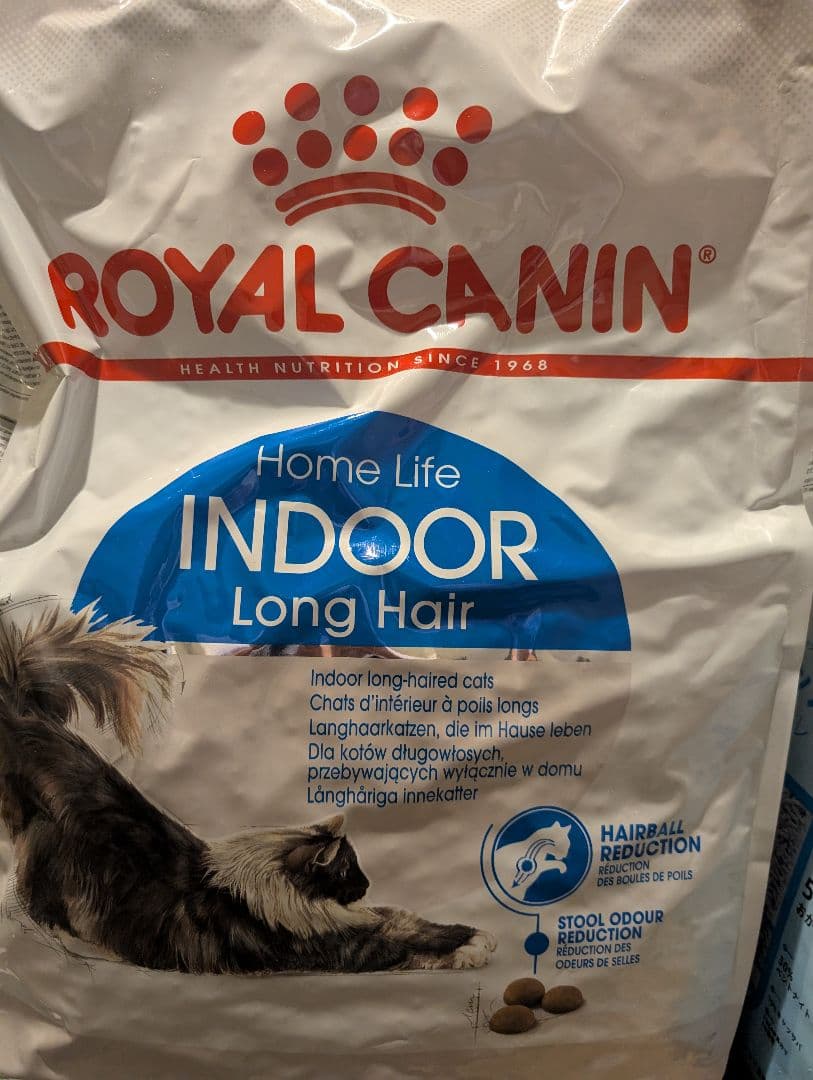 ROYAL CANIN®
HEALTH NUTRITION SINCE 1968
Home Life
INDOOR
Long Hair
Indoor long-haired cats
Chats d'intérieur à poils longs
Langhaarkatzen, die im Hause leben
Dla kotów długowłosych,
przebywających wyłącznie w domu
Långhåriga innekatter
HAIRBALL
REDUCTION
RÉDUCTION
DES BOULES DE POILS
STOOL ODOUR
REDUCTION
RÉDUCTION DES
ODEURS DE SELLES